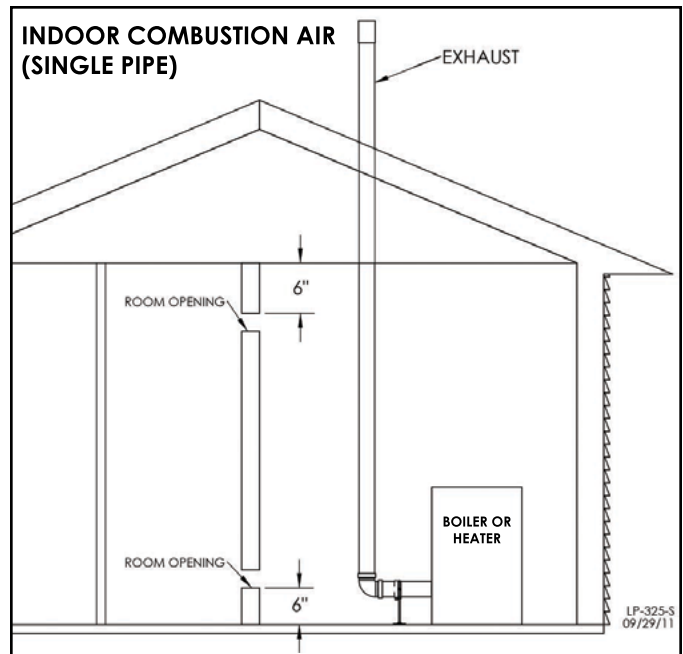 INDOOR COMBUSTION AIR
(SINGLE PIPE)
EXHAUST
6"
ROOM OPENING
BOILER OR
HEATER
ROOM OPENING
6"
LP-325-S
09/29/11